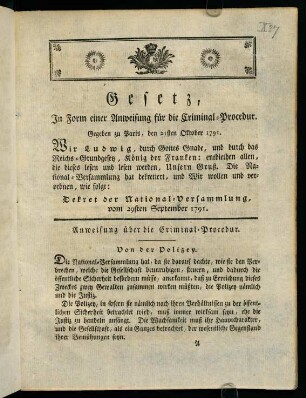 Gesetz,
In Form einer Anweisung für die Criminal-Procedur.
Gegeben zu Paris, den 21sten Oktober 1791.
Wir Ludwig, durch Gottes Gnade, und durch das
Reichs-Grundgesetz, König der Franken: entbieten allen,
die dieses lesen und lesen werden, Unsern Gruß. Die Na-
tional-Versammlung hat dekretirt, und Wir wollen und ver-
ordnen, wie folgt:
Dekret der National-Versammlung,
vom 29sten September 1791.
Anweisung über die Criminal-Procedur.
Von der Polizey.
Die National-Versammlung hat, da sie darauf dachte, wie sie den Ver-
brechen, welche die Gesellschaft beunruhigen, steuern, und dadurch die
öffentliche Sicherheit befördern müsse, erkannt, daß zu Erreichung dieses
Zwecks zwey Gewalten zusammen wirken müßten, die Polizey nämlich
und die Justiz.
Die Polizey, in sofern sie nämlich nach ihren Verhältnissen zu der öffent-
lichen Sicherheit betrachtet wird, muß immer wirksam seyn, ehe die
Justiz zu handeln anfängt. Die Wachsamkeit muß ihr Hauptcharakter,
und die Gesellschaft, als ein Ganzes betrachtet, der wesentliche Gegenstand
ihrer Bemühungen seyn.
A